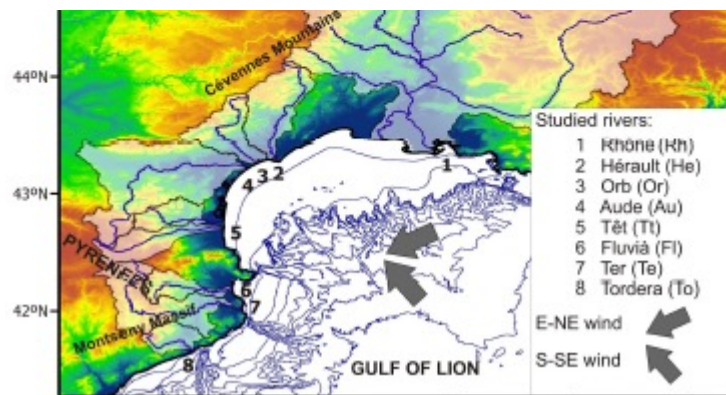 44ºN
43ºN
42ºN
Cévennes Mountains
PYRENEES
Montseny Massif
1
2
3
4
5
6
7
8
GULF OF LION
Studied rivers:
1 Rhône (Rh)
2 Hérault (He)
3 Orb (Or)
4 Aude (Au)
5 Têt (Tt)
6 Fluvià (Fl)
7 Ter (Te)
8 Tordera (To)
E-NE wind
S-SE wind